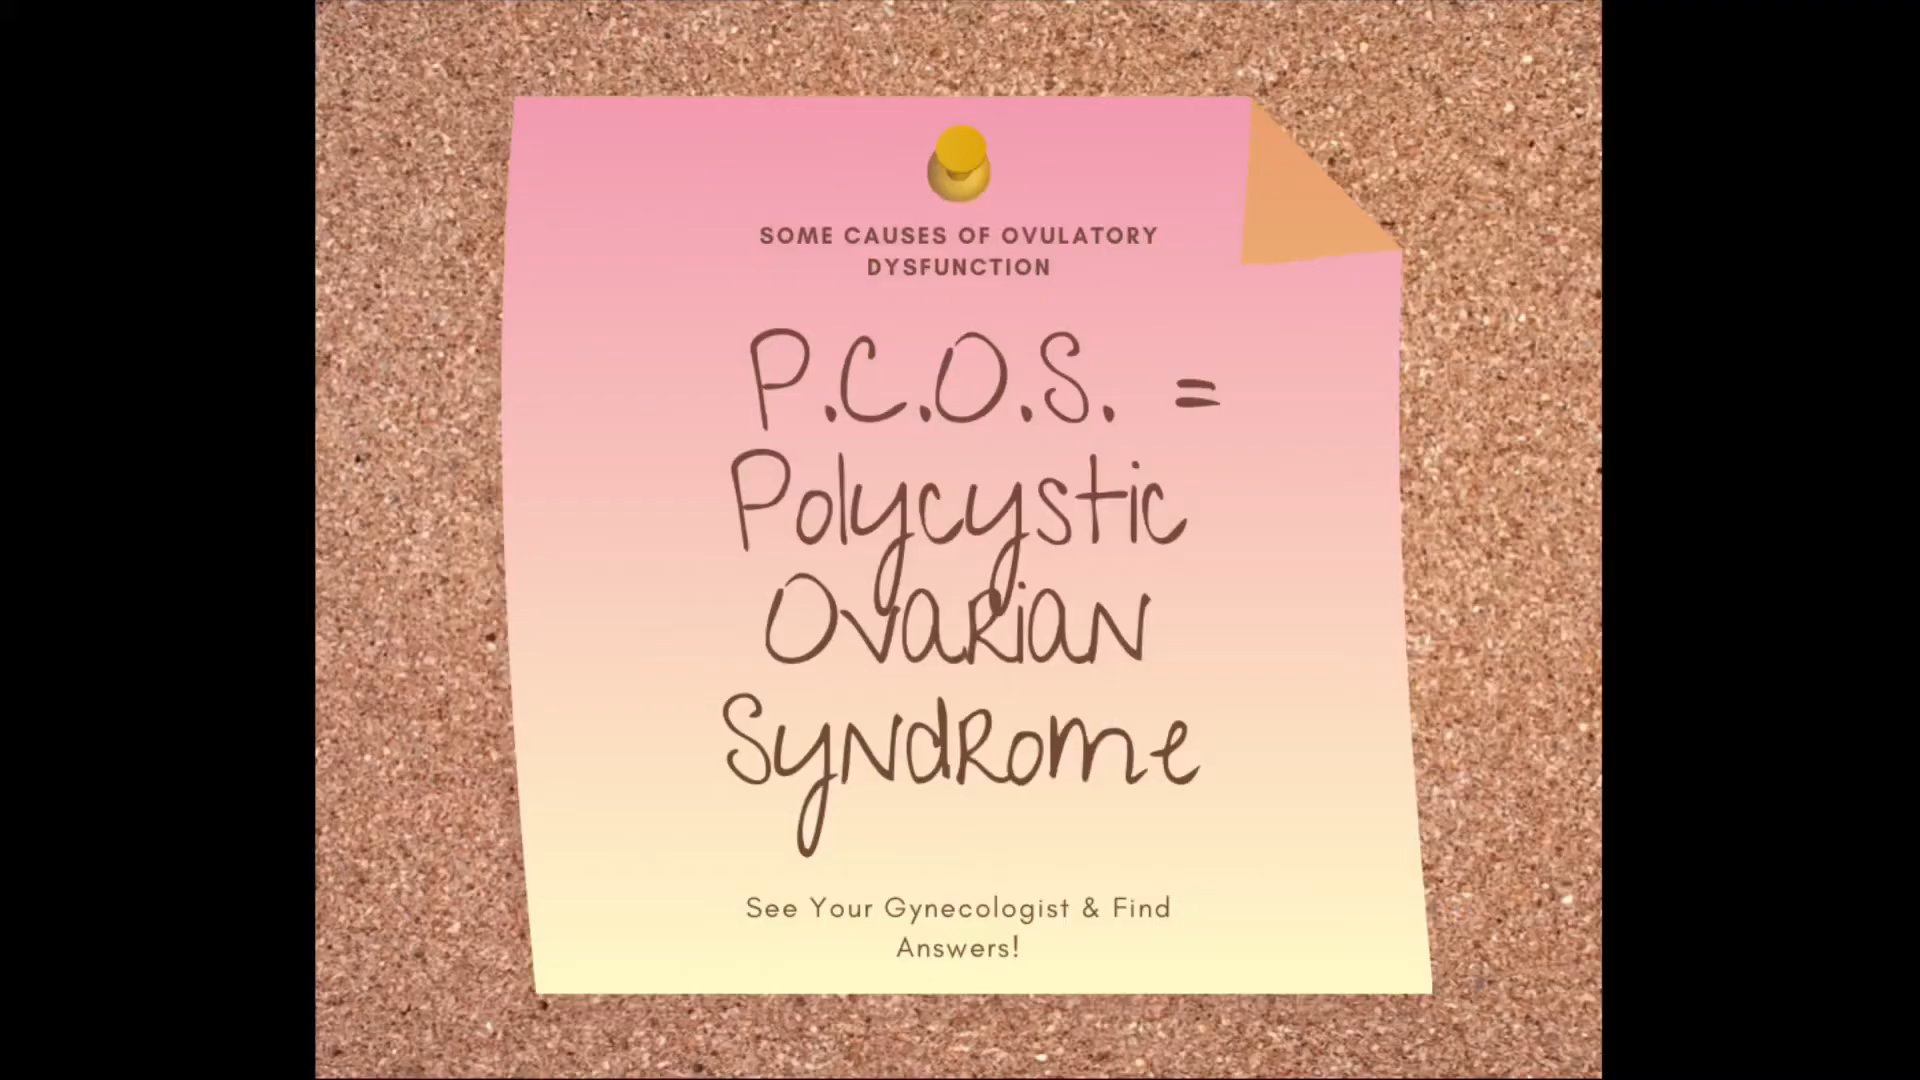 SOME CAUSES OF OVULATORY
DYSFUNCTION
P.C.O.S. =
Polycystic
Ovarian
Syndrome
See Your Gynecologist & Find
Answers!